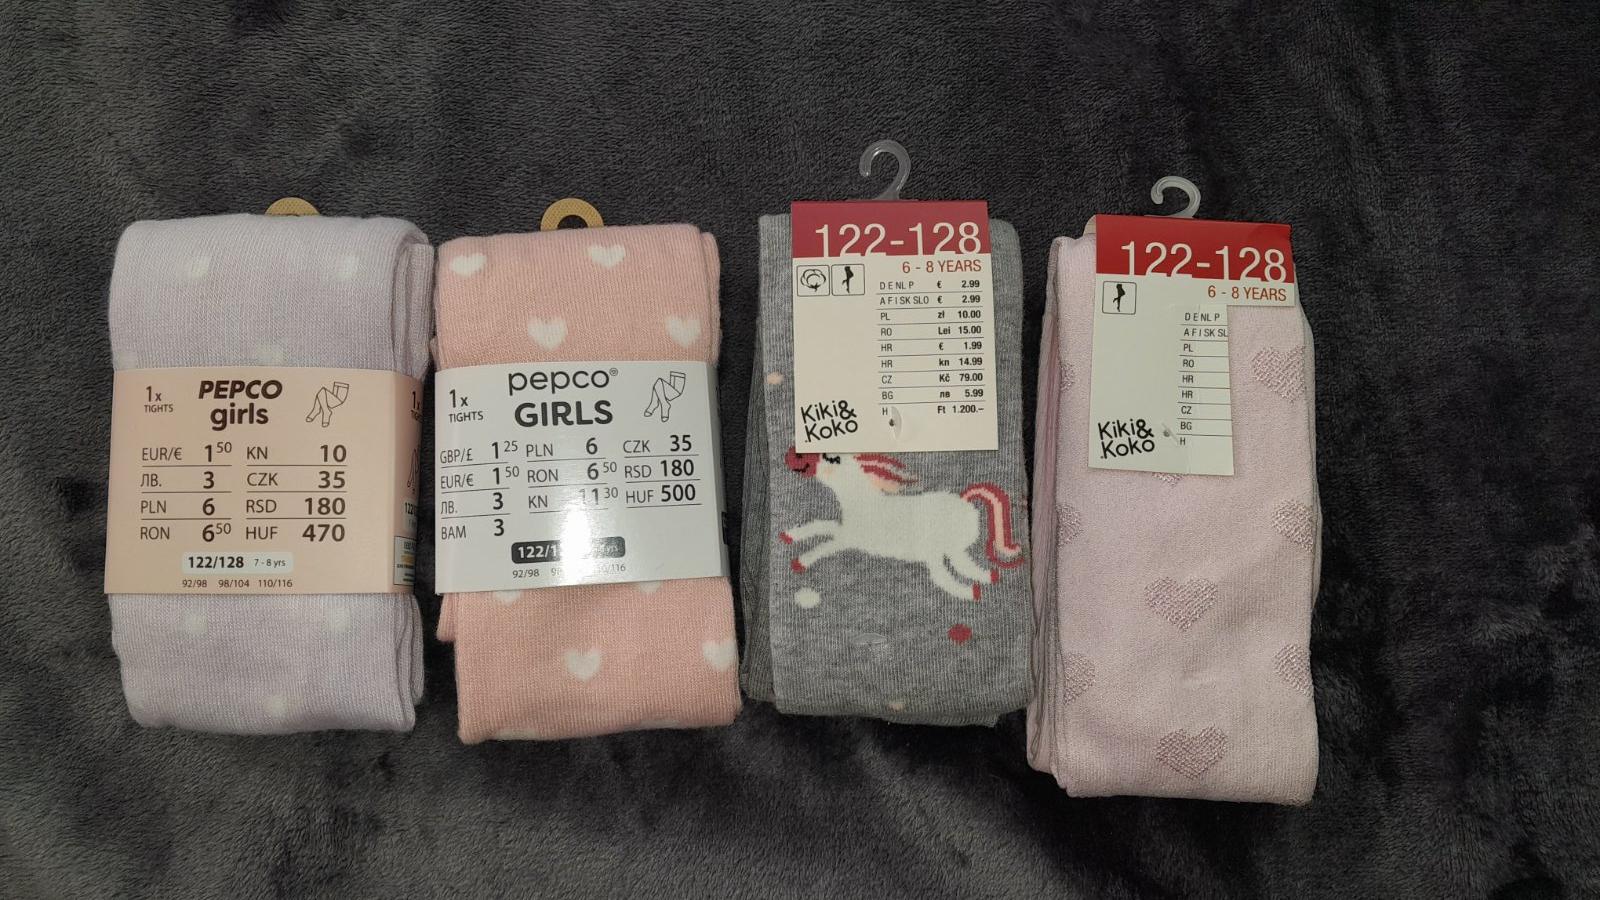 1x
TIGHTS
PEPCO
girls
EUR/€ 1 50 KN 10
ЛВ. 3 CZK 35
PLN 6 RSD 180
RON 6 50 HUF 470
122/128 7 - 8 yrs
92/98 98/104 110/116
1x
TIGHTS
pepco®
GIRLS
GBP/£ 1 25 PLN 6 CZK 35
EUR/€ 1 50 RON 6 50 RSD 180
ЛВ. 3 KN 11 30 HUF 500
BAM 3
92/98
122-128
6 - 8 YEARS
D E NL P € 2.99
A FI SK SLO € 2.99
PL zł 10.00
RO Lei 15.00
HR € 1.99
HR kn 14.99
CZ Kč 79.00
BG лв 5.99
H Ft 1.200.–
Kiki&
Koko
122-128
6 - 8 YEARS
D E NL P
A FI SK SL
PL
RO
HR
HR
CZ
BG
H
Kiki&
Koko